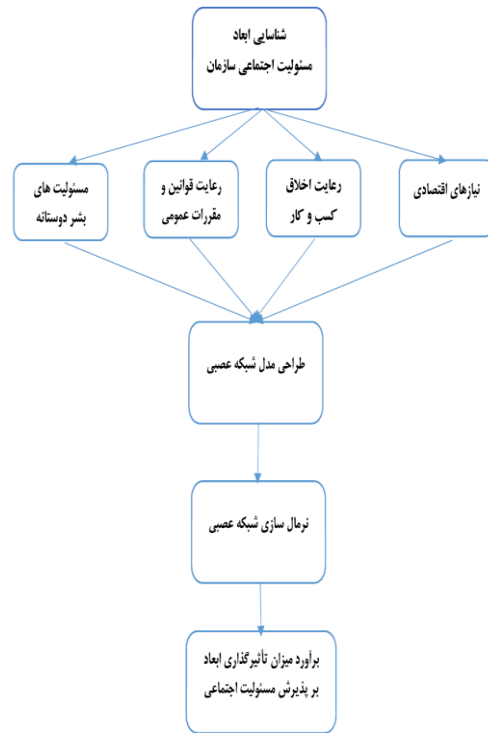 شناسایی ابعاد
مسئولیت اجتماعی سازمان
نیازهای اقتصادی
رعایت اخلاق
کسب و کار
رعایت قوانین و
مقررات عمومی
مسئولیت های
بشر دوستانه
طراحی مدل شبکه عصبی
نرمال سازی شبکه عصبی
برآورد میزان تأثیرگذاری ابعاد
بر پذیرش مسئولیت اجتماعی